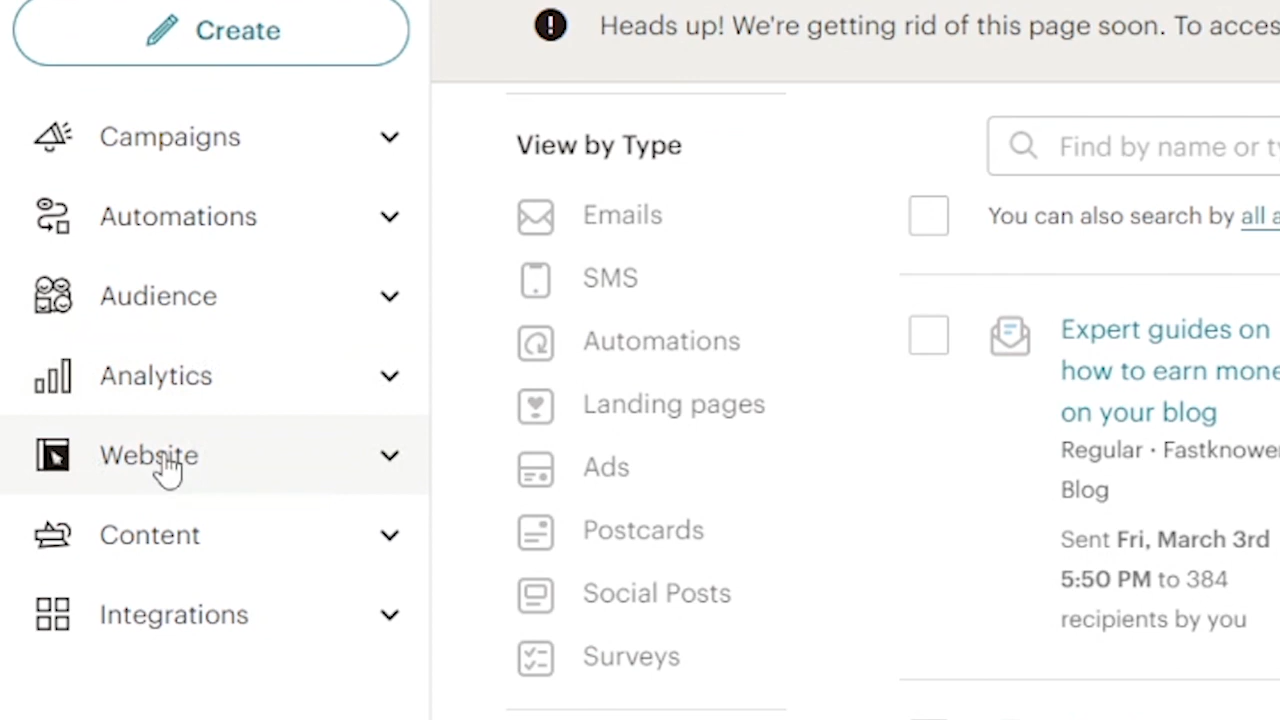 Create
Campaigns
Automations
Audience
Analytics
Website
Content
Integrations
Heads up! We're getting rid of this page soon. To
View by Type
Emails
SMS
Automations
Landing pages
Ads
Postcards
Social Posts
Surveys
Find by name or
You can also search by all
Expert guides on
how to earn
on your blog
Regular ·
Blog
Sent Fri, March 3rd
5:50 PM to 384
recipients by you